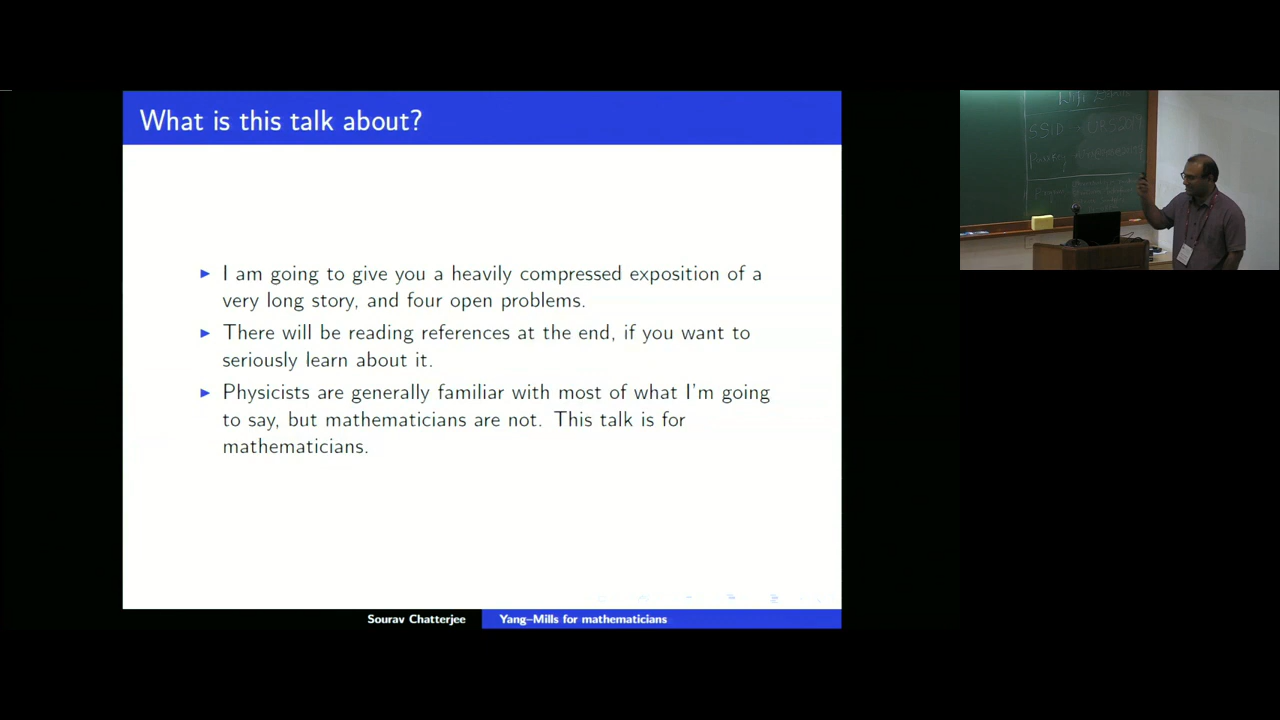 What is this talk about?
I am going to give you a heavily compressed exposition of a
very long story, and four open problems.
There will be reading references at the end, if you want to
seriously learn about it.
Physicists are generally familiar with most of what I'm going
to say, but mathematicians are not. This talk is for
mathematicians.
Sourav Chatterjee
Yang–Mills for mathematicians
SSID